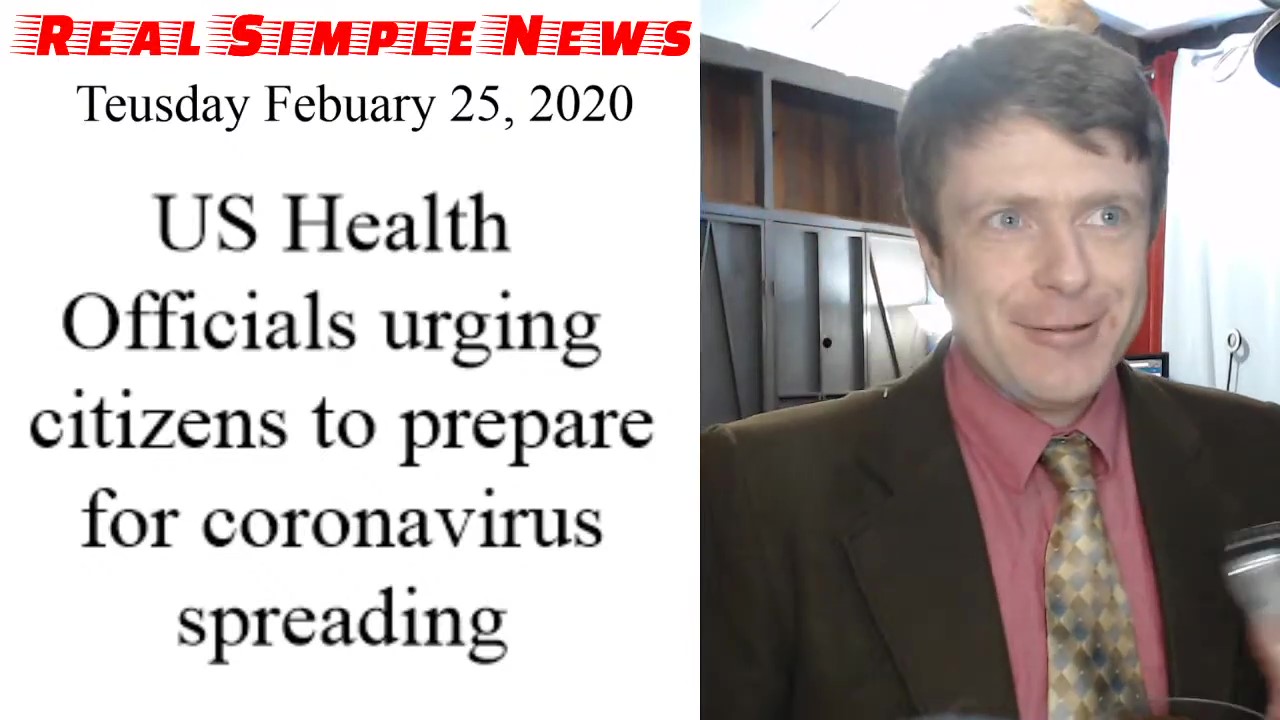 REAL SIMPLE NEWS
Teusday Febuary 25, 2020
US Health
Officials urging
citizens to prepare
for coronavirus
spreading